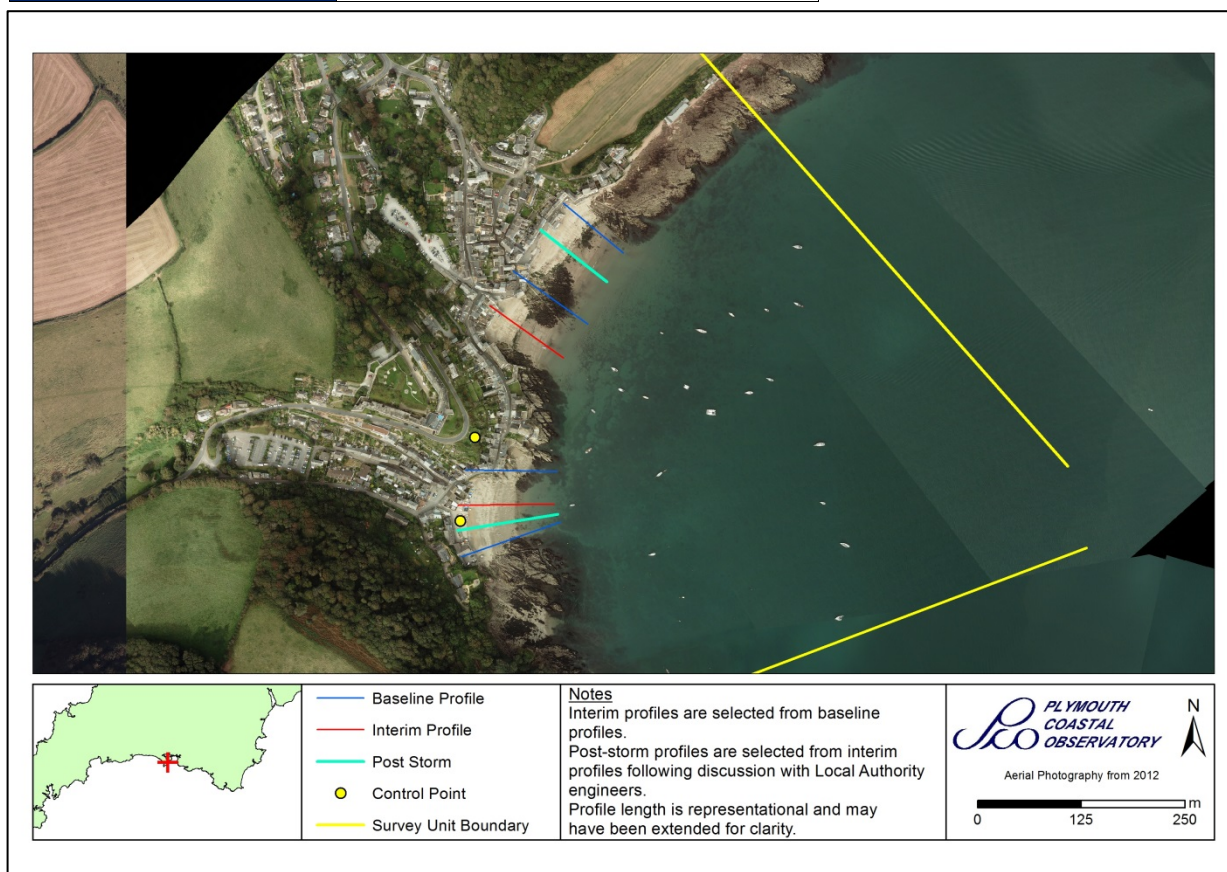 Baseline Profile
Interim Profile
Post Storm
Control Point
Survey Unit Boundary
Notes
Interim profiles are selected from baseline
profiles.
Post-storm profiles are selected from interim
profiles following discussion with Local Authority
engineers.
Profile length is representational and may
have been extended for clarity.
PLYMOUTH
COASTAL
OBSERVATORY
N
Aerial Photography from 2012
m
0 125 250